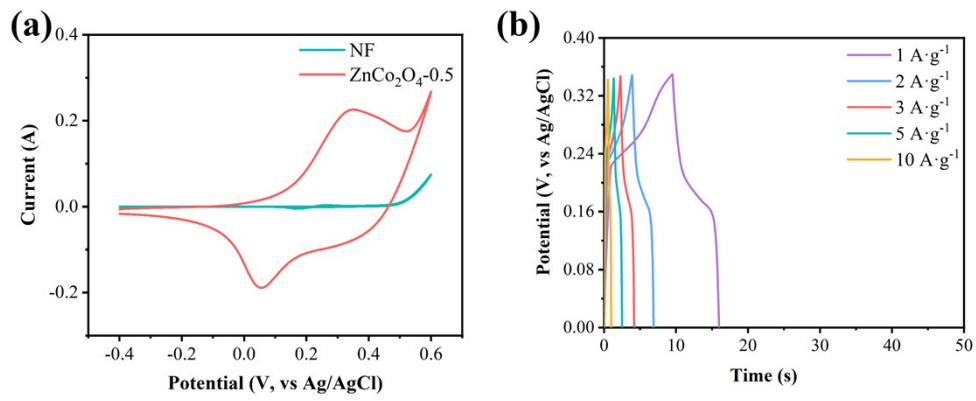 (a)
0.4
0.2
0.0
-0.2
-0.4
-0.2
0.0
0.2
0.4
0.6
Current (A)
Potential (V, vs Ag/AgCl)
NF
ZnCo₂O₄-0.5
(b)
0.40
0.32
0.24
0.16
0.08
0.00
0
10
20
30
40
50
Potential (V, vs Ag/AgCl)
Time (s)
1 A·g⁻¹
2 A·g⁻¹
3 A·g⁻¹
5 A·g⁻¹
10 A·g⁻¹